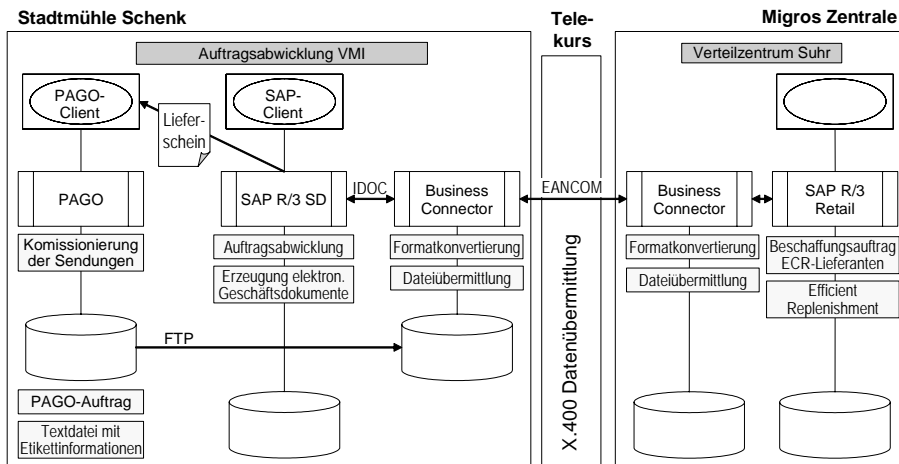 Stadtmühle Schenk
Tele-
kurs
Migros Zentrale
Auftragsabwicklung VMI
Verteilzentrum Suhr
PAGO-
Client
Liefer-
schein
SAP-
Client
PAGO
SAP R/3 SD
IDOC
Business
Connector
EANCOM
Business
Connector
SAP R/3
Retail
Komissionierung
der Sendungen
Auftragsabwicklung
Erzeugung elektron.
Geschäftsdokumente
Formatkonvertierung
Dateiübermittlung
X.400 Datenübermittlung
Formatkonvertierung
Dateiübermittlung
Beschaffungsauftrag
ECR-Lieferanten
Efficient
Replenishment
FTP
PAGO-Auftrag
Textdatei mit
Etikettinformationen